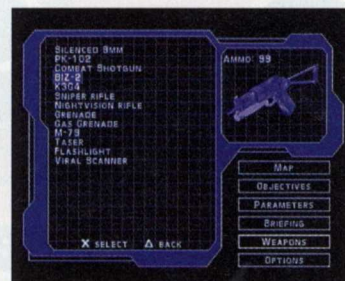 SILENCED 9MM
PK-102
COMBAT SHOTGUN
BIZ-2
K3G4
SNIPER RIFLE
NIGHTVISION RIFLE
GRENADE
GAS GRENADE
M-79
TASER
FLASHLIGHT
VIRAL SCANNER
X SELECT △ BACK
AMMO: 99
MAP
OBJECTIVES
PARAMETERS
BRIEFING
WEAPONS
OPTIONS